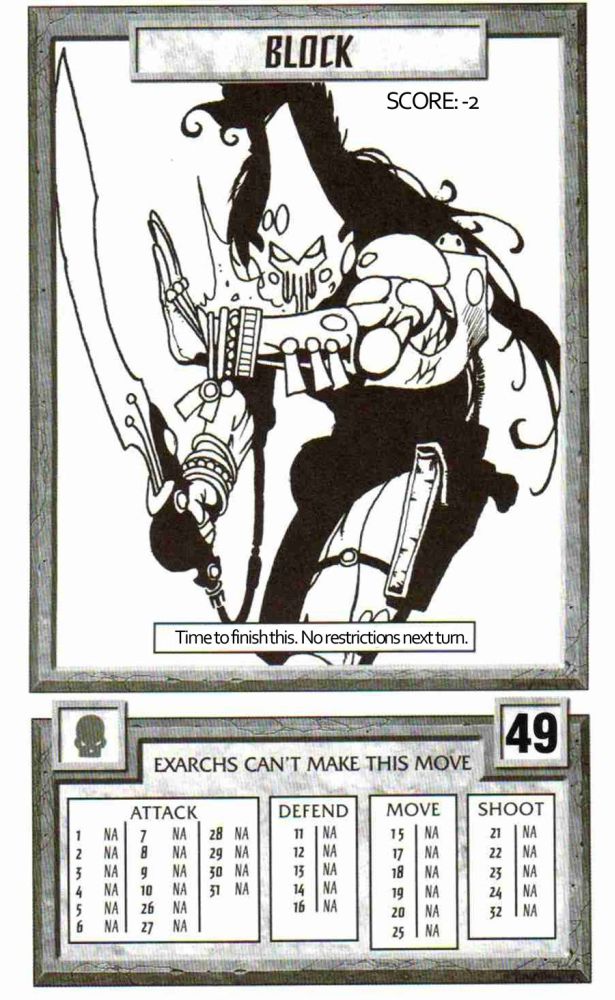 BLOCK
SCORE: -2
Time to finish this. No restrictions next turn.
49
EXARCHS CAN'T MAKE THIS MOVE
ATTACK
1 NA 7 NA 28 NA
2 NA 8 NA 29 NA
3 NA 9 NA 30 NA
4 NA 10 NA 31 NA
5 NA 26 NA
6 NA 27 NA
DEFEND
11 NA
12 NA
13 NA
14 NA
16 NA
MOVE
15 NA
17 NA
18 NA
19 NA
20 NA
25 NA
SHOOT
21 NA
22 NA
23 NA
24 NA
32 NA